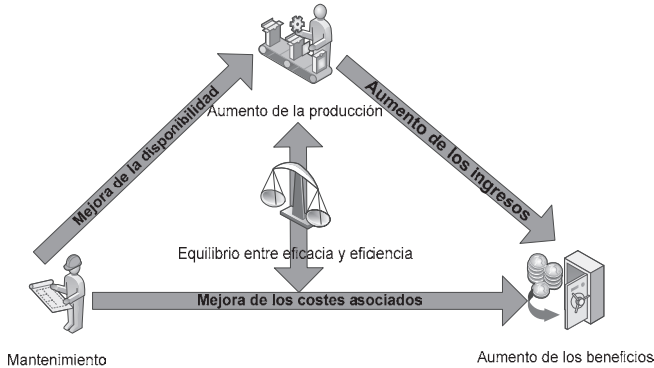 Mejora de la disponibilidad
Aumento de la producción
Aumento de los ingresos
Equilibrio entre eficacia y eficiencia
Mejora de los costes asociados
Mantenimiento
Aumento de los beneficios